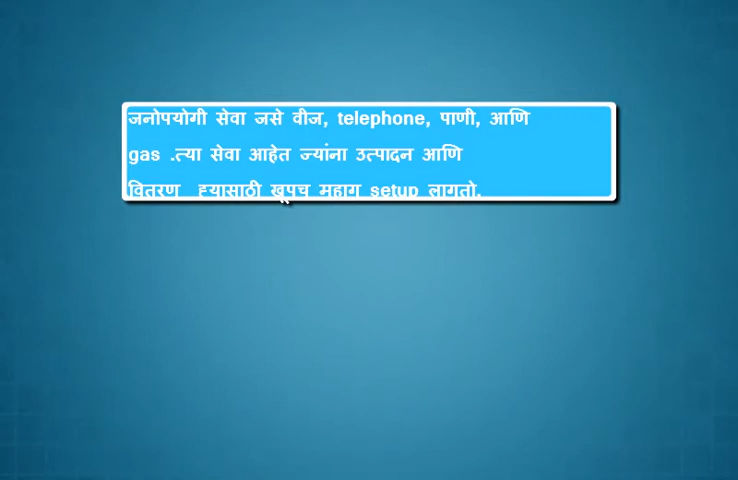 जनोपयोगी सेवा जसे वीज, telephone, पाणी, आणि
gas .त्या सेवा आहेत ज्यांना उत्पादन आणि
वितरण ह्यासाठी खूपच महाग setup लागतो.